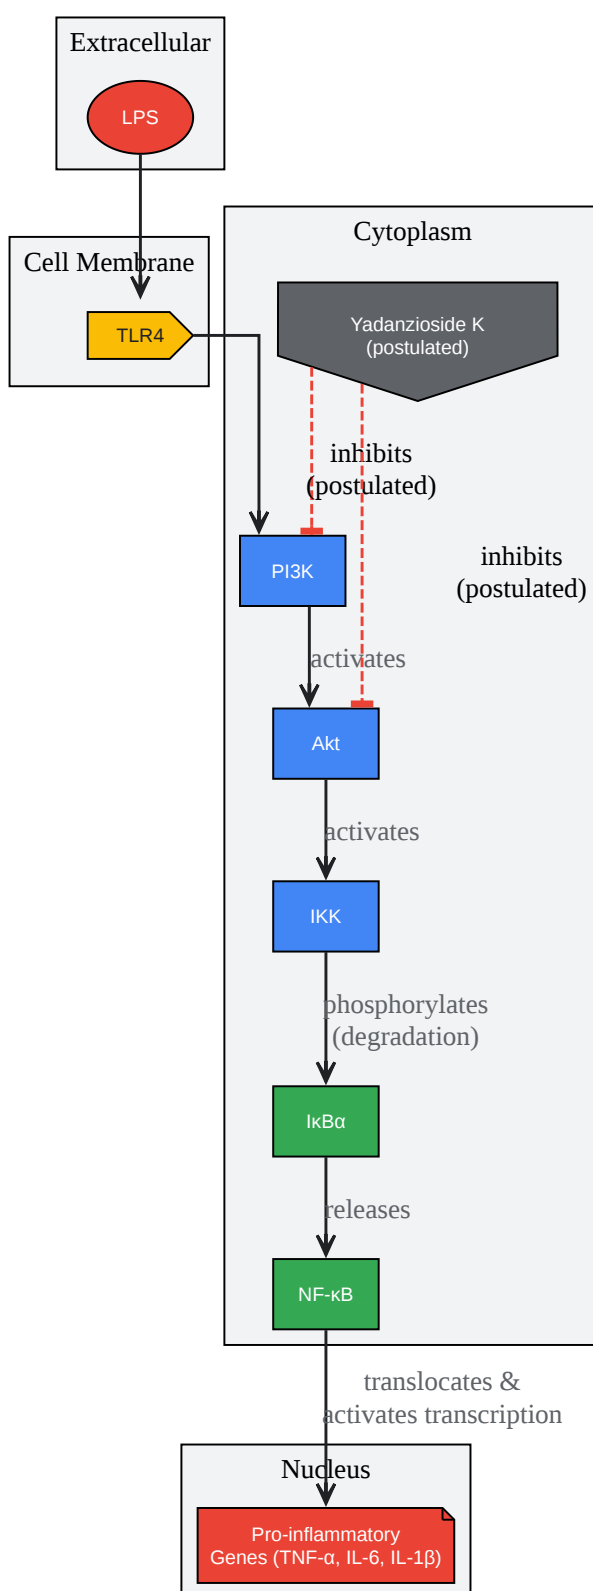 Extracellular
LPS
Cell Membrane
TLR4
Cytoplasm
Yadanzioside K
(postulated)
inhibits
(postulated)
inhibits
(postulated)
PI3K
activates
Akt
activates
IKK
phosphorylates
(degradation)
IκBα
releases
NF-κB
translocates &
activates transcription
Nucleus
Pro-inflammatory
Genes (TNF-α, IL-6, IL-1β)